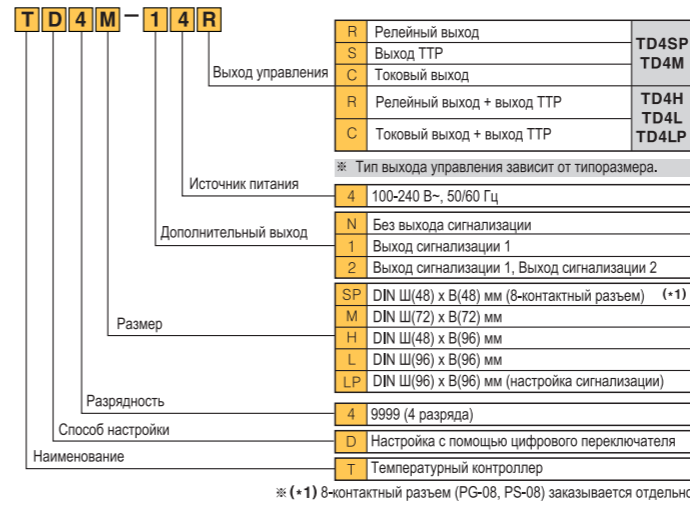 TD4M-14R
Выход управления
R Релейный выход
S Выход ТТР
C Токовый выход
TD4SP
TD4M
R Релейный выход + выход ТТР
C Токовый выход + выход ТТР
TD4H
TD4L
TD4LP
※ Тип выхода управления зависит от типоразмера.
Источник питания
4 100-240 В~, 50/60 Гц
Дополнительный выход
N Без выхода сигнализации
1 Выход сигнализации 1
2 Выход сигнализации 1, Выход сигнализации 2
Размер
SP DIN Ш(48) x В(48) мм (8-контактный разъем) (*1)
M DIN Ш(72) x В(72) мм
H DIN Ш(48) x В(96) мм
L DIN Ш(96) x В(96) мм
LP DIN Ш(96) x В(96) мм (настройка сигнализации)
Разрядность
4 9999 (4 разряда)
Способ настройки
D Настройка с помощью цифрового переключателя
Наименование
T Температурный контроллер
※ (*1) 8-контактный разъем (PG-08, PS-08) заказывается отдельно